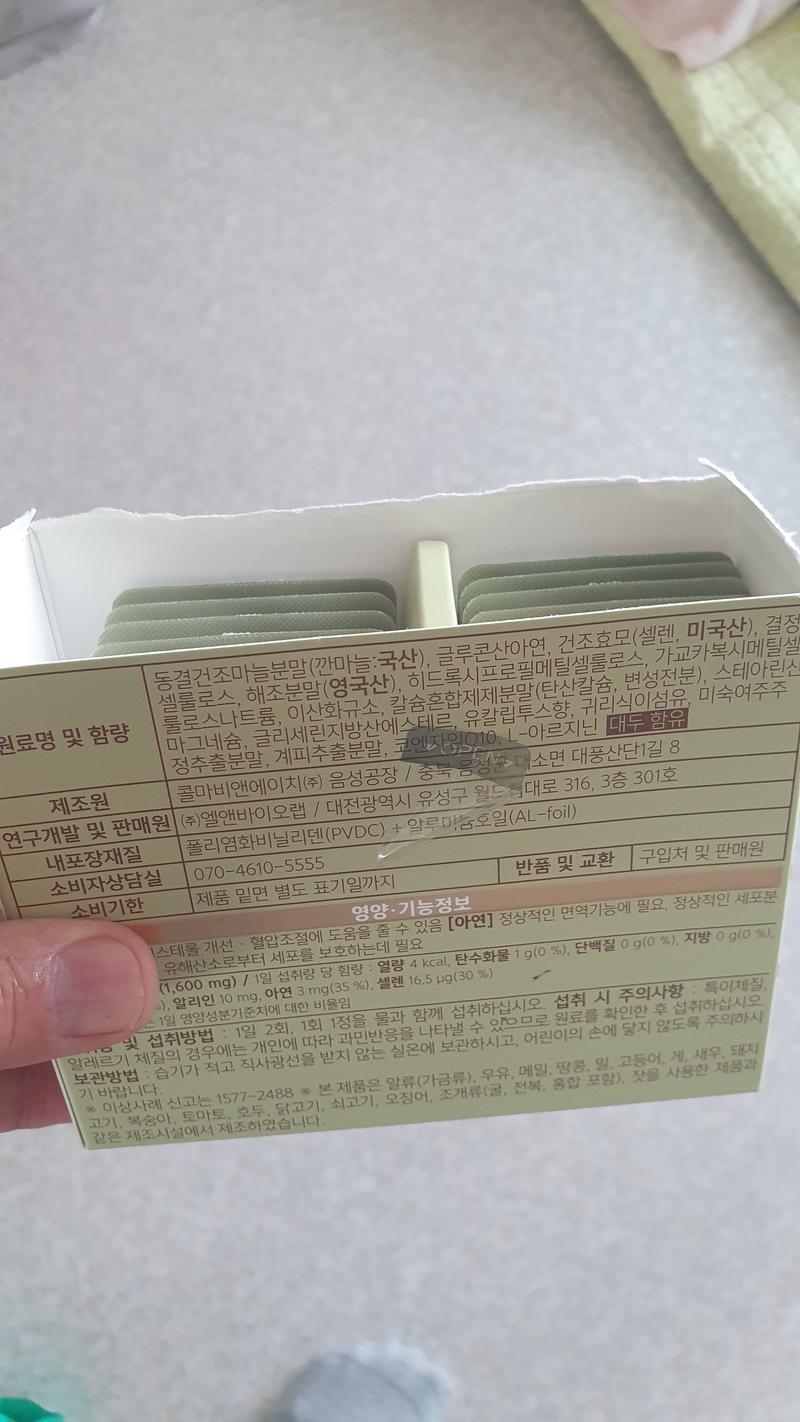 원료명 및 함량
동결건조마늘분말(깐마늘:국산), 글루콘산아연, 건조효모(셀렌, 미국산), 결정
셀룰로스, 해조분말(영국산), 히드록시프로필메틸셀룰로스, 가교카복시메틸셀
룰로스나트륨, 이산화규소, 칼슘혼합제제분말(탄산칼슘, 변성전분), 스테아린산
마그네슘, 글리세린지방산에스테르, 유칼립투스향, 귀리식이섬유, 미숙여주주
정추출분말, 계피추출분말, 코엔자임Q10, L-아르지닌 대두 함유
제조원 콜마비앤에이치㈜ 음성공장 / 충북 음성군 대소면 대풍산단1길 8
연구개발 및 판매원 ㈜엘앤바이오랩 / 대전광역시 유성구 월드컵대로 316, 3층 301호
내포장재질 폴리염화비닐리덴(PVDC) + 알루미늄호일(AL-foil)
소비자상담실 070-4610-5555 반품 및 교환 구입처 및 판매원
소비기한 제품 밑면 별도 표기일까지
영양·기능정보
스테롤 개선·혈압조절에 도움을 줄 수 있음 [아연] 정상적인 면역기능에 필요, 정상적인 세포분
유해산소로부터 세포를 보호하는데 필요
(1,600 mg) / 1일 섭취량 당 함량 : 열량 4 kcal, 탄수화물 1 g(0 %), 단백질 0 g(0 %), 지방 0 g(0 %),
%), 알리인 10 mg, 아연 3 mg(35 %), 셀렌 16.5 µg(30 %)
1일 영양성분기준치에 대한 비율임
및 섭취방법 : 1일 2회, 1회 1정을 물과 함께 섭취하십시오. 섭취 시 주의사항 : 특이체질,
알레르기 체질의 경우에는 개인에 따라 과민반응을 나타낼 수 있으므로 원료를 확인한 후 섭취하십시오.
보관방법 : 습기가 적고 직사광선을 받지 않는 실온에 보관하시고, 어린이의 손에 닿지 않도록 주의하시
기 바랍니다.
※ 이상사례 신고는 1577-2488 ※ 본 제품은 알류(가금류), 우유, 메밀, 땅콩, 밀, 고등어, 게, 새우, 돼지
고기, 복숭아, 토마토, 호두, 닭고기, 쇠고기, 오징어, 조개류(굴, 전복, 홍합 포함), 잣을 사용한 제품과
같은 제조시설에서 제조하였습니다.